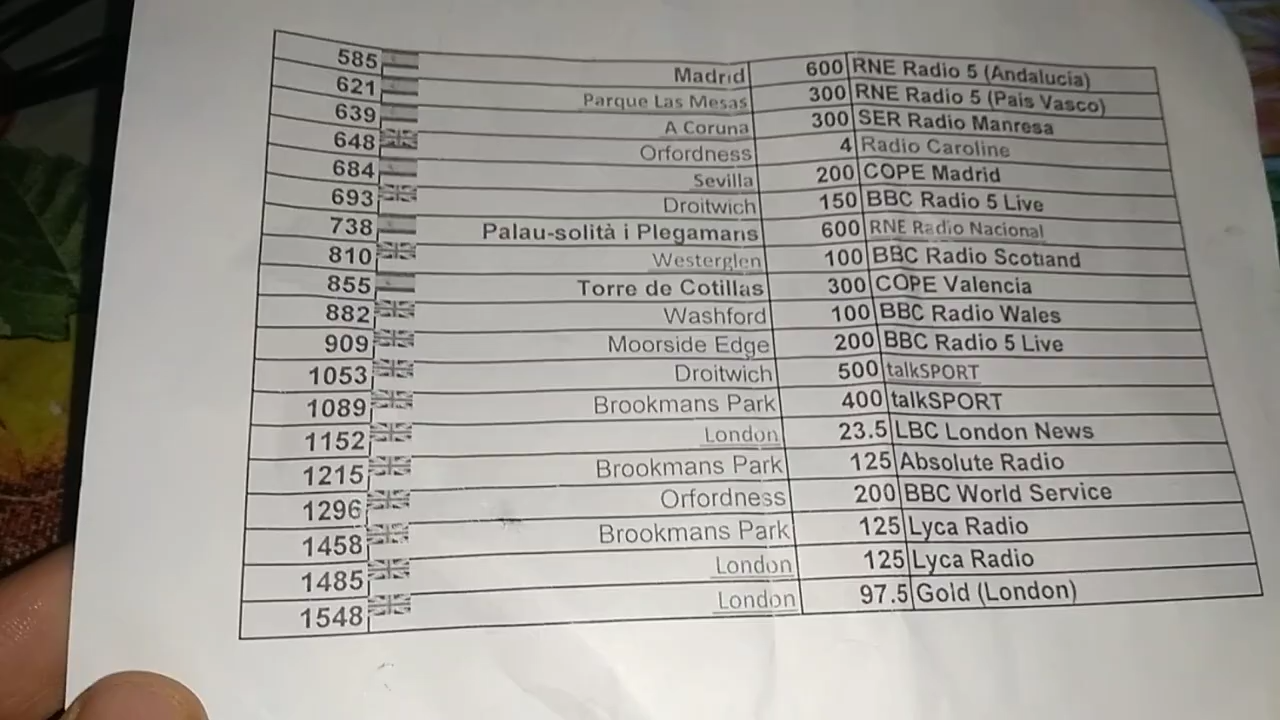 585 Madrid 600 RNE Radio 5 (Andalucia)
621 Parque Las Mesas 300 RNE Radio 5 (Pais Vasco)
639 A Coruna 300 SER Radio Manresa
648 Orfordness 4 Radio Caroline
684 Sevilla 200 COPE Madrid
693 Droitwich 150 BBC Radio 5 Live
738 Palau-solità i Plegamans 600 RNE Radio Nacional
810 Westerglen 100 BBC Radio Scotland
855 Torre de Cotillas 300 COPE Valencia
882 Washford 100 BBC Radio Wales
909 Moorside Edge 200 BBC Radio 5 Live
1053 Droitwich 500 talkSPORT
1089 Brookmans Park 400 talkSPORT
1152 London 23.5 LBC London News
1215 Brookmans Park 125 Absolute Radio
1296 Orfordness 200 BBC World Service
1458 Brookmans Park 125 Lyca Radio
1485 London 125 Lyca Radio
1548 London 97.5 Gold (London)